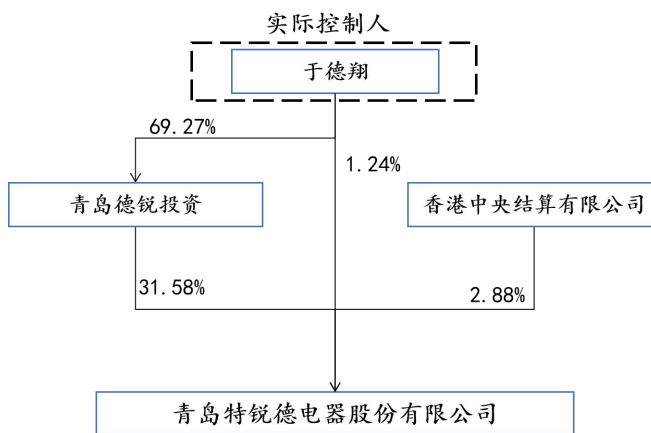 实际控制人
于德翔
69.27%
1.24%
青岛德锐投资
香港中央结算有限公司
31.58%
2.88%
青岛特锐德电器股份有限公司